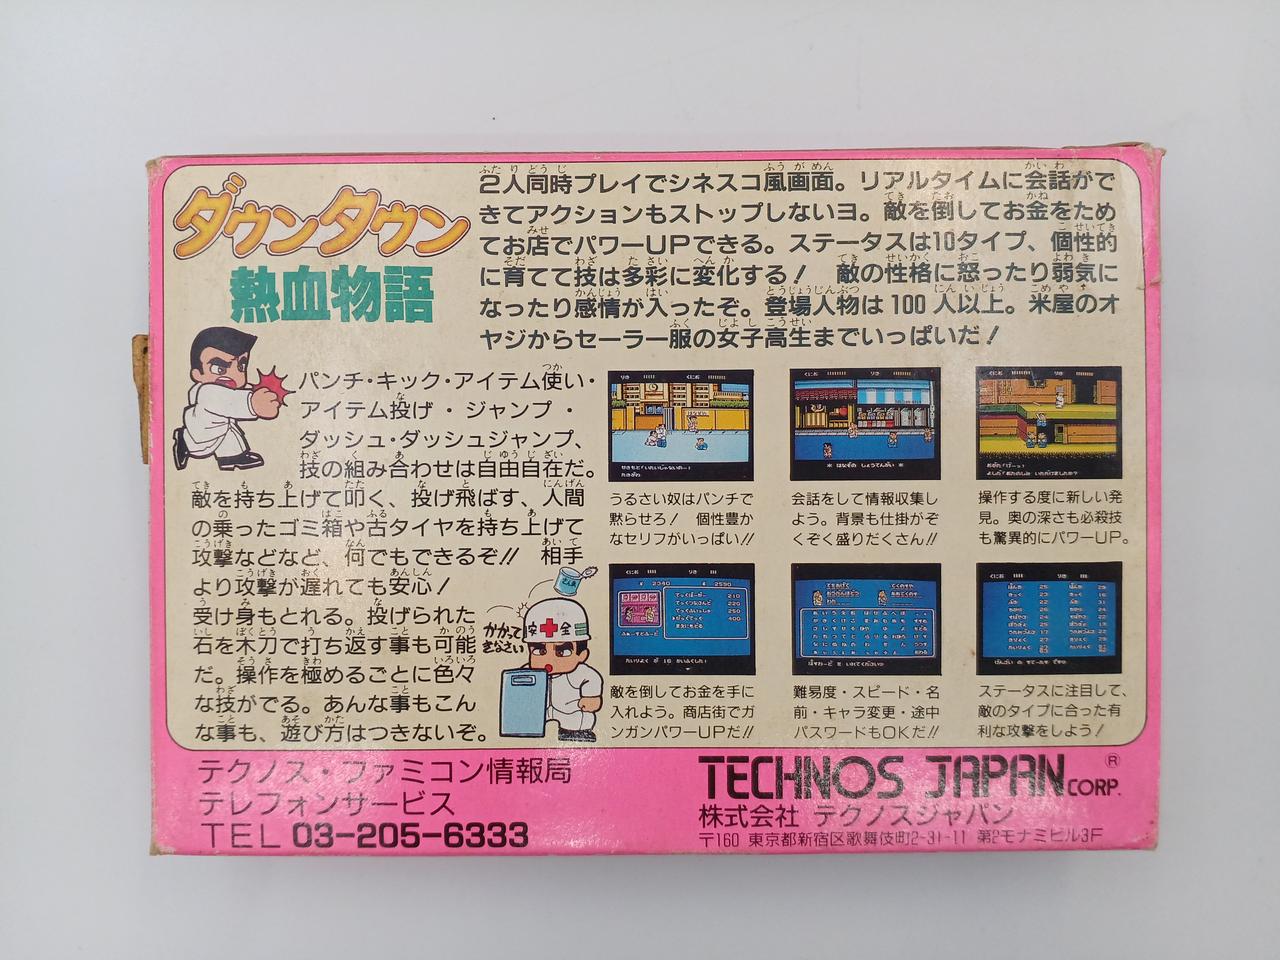 ダウンタウン
熱血物語
2人同時プレイでシネスコ風画面。リアルタイムに会話がで
きてアクションもストップしないヨ。敵を倒してお金をため
てお店でパワーUPできる。ステータスは10タイプ、個性的
に育てて技は多彩に変化する! 敵の性格に怒ったり弱気に
なったり感情が入ったぞ。登場人物は100人以上。米屋のオ
ヤジからセーラー服の女子高生までいっぱいだ!
パンチ・キック・アイテム使い・
アイテム投げ・ジャンプ・
ダッシュ・ダッシュジャンプ、
技の組み合わせは自由自在だ。
敵を持ち上げて叩く、投げ飛ばす、人間
の乗ったゴミ箱や古タイヤを持ち上げて
攻撃などなど、何でもできるぞ!! 相手
より攻撃が遅れても安心!
受け身もとれる。投げられた
石を木刀で打ち返す事も可能
だ。操作を極めるごとに色々
な技がでる。あんな事もこん
な事も、遊び方はつきないぞ。
かかって
きなさい
安全
うるさい奴はパンチで
黙らせろ! 個性豊か
なセリフがいっぱい!!
会話をして情報収集し
よう。背景も仕掛がぞ
くぞく盛りだくさん!!
操作する度に新しい発
見。奥の深さも必殺技
も驚異的にパワーUP。
敵を倒してお金を手に
入れよう。商店街でガ
ンガンパワーUPだ!!
難易度・スピード・名
前・キャラ変更・途中
パスワードもOKだ!!
ステータスに注目して、
敵のタイプに合った有
利な攻撃をしよう!
テクノス・ファミコン情報局
テレフォンサービス
TEL 03-205-6333
TECHNOS JAPAN CORP. ®
株式会社 テクノスジャパン
〒160 東京都新宿区歌舞伎町2-31-11 第2モナミビル3F